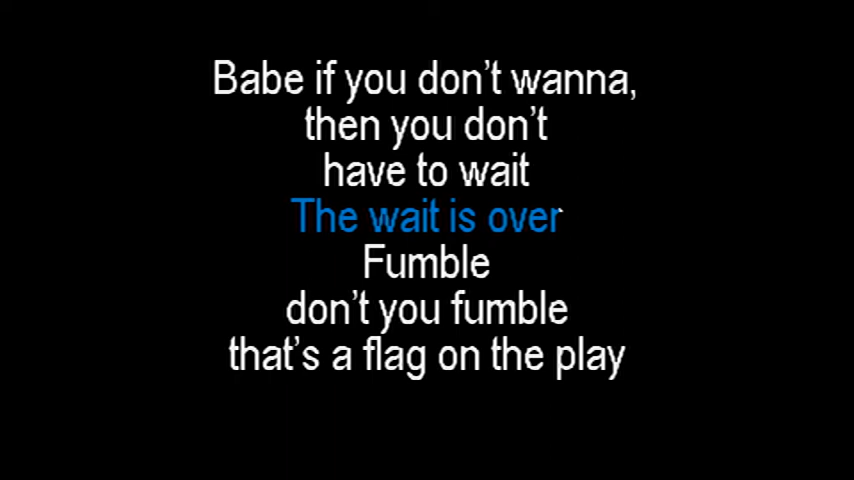 Babe if you don’t wanna,
then you don’t
have to wait
The wait is over
Fumble
don’t you fumble
that’s a flag on the play